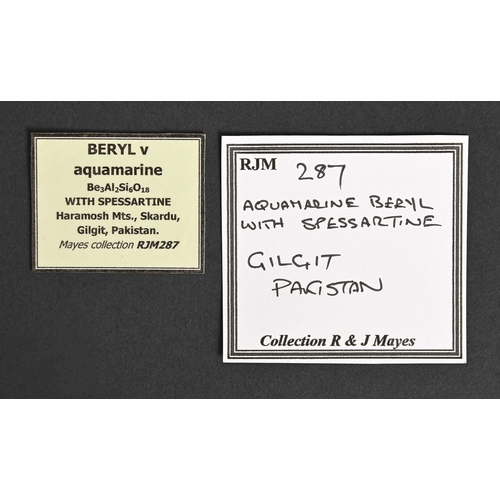 BERYL v
aquamarine
Be₃Al₂Si₆O₁₈
WITH SPESSARTINE
Haramosh Mts., Skardu,
Gilgit, Pakistan.
Mayes collection RJM287
RJM 287
AQUAMARINE BERYL
WITH SPESSARTINE
GILGIT
PAKISTAN
Collection R & J Mayes